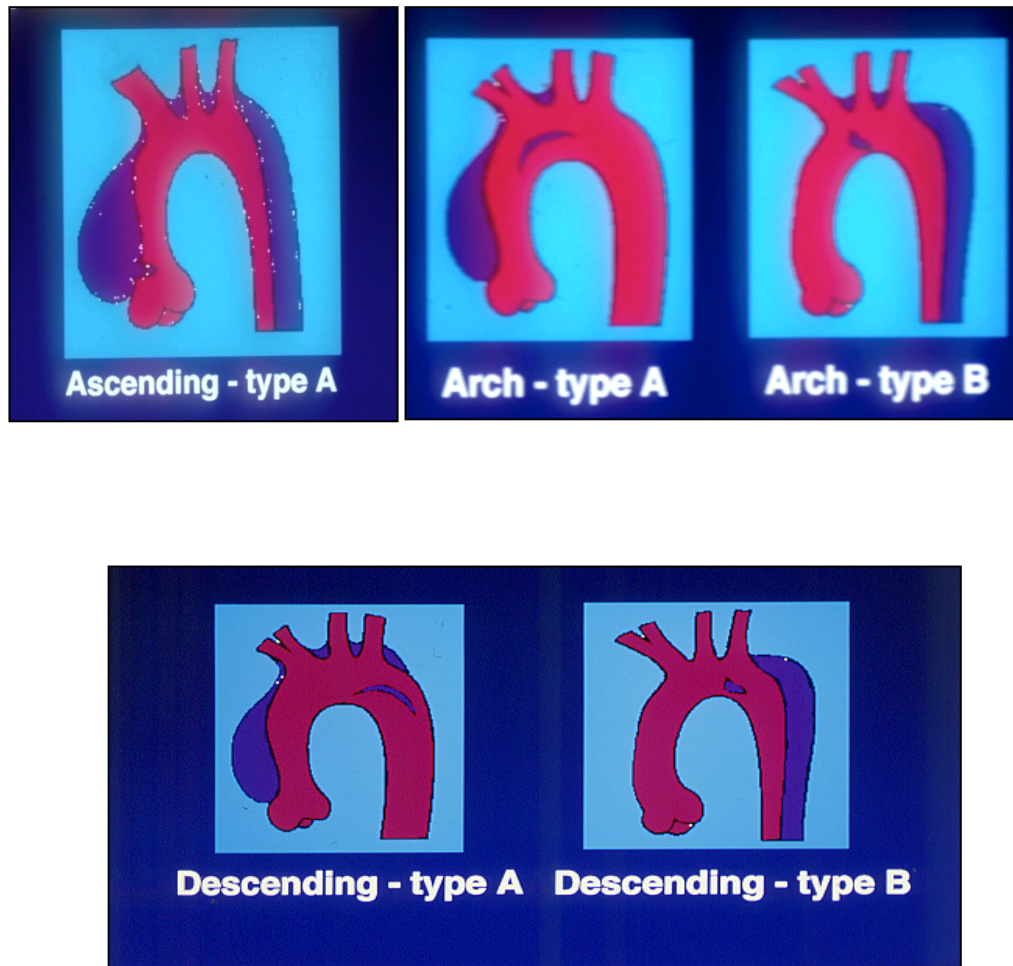 Ascending - type A
Arch - type A
Arch - type B
Descending - type A
Descending - type B